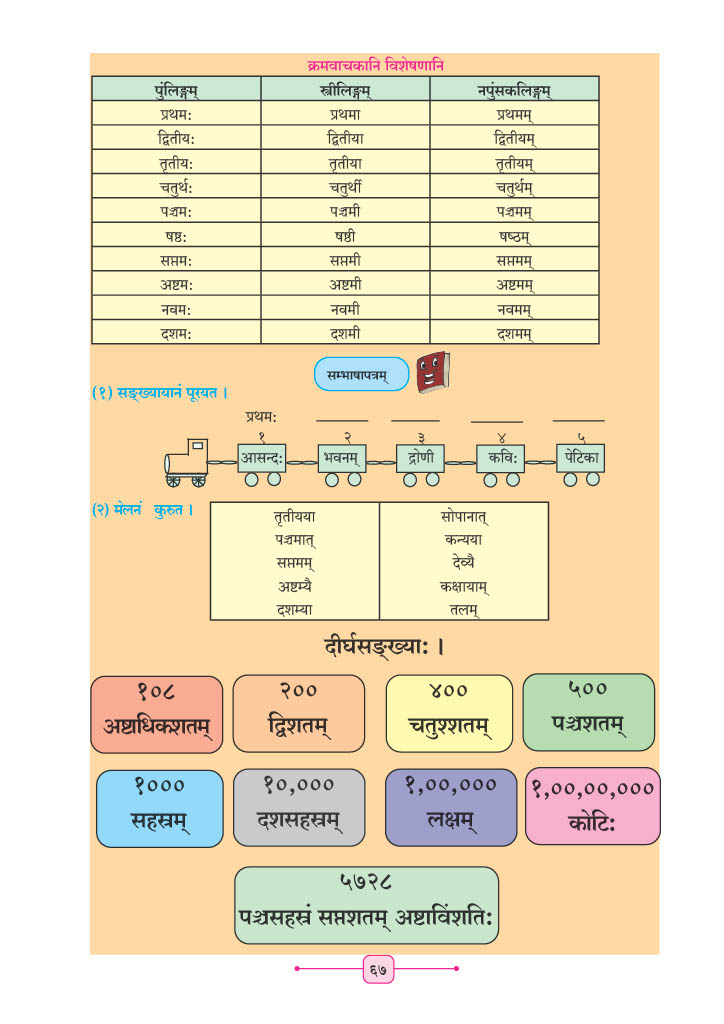 क्रमवाचकानि विशेषणानि
पुंलिङ्गम् स्त्रीलिङ्गम् नपुंसकलिङ्गम्
प्रथमः प्रथमा प्रथमम्
द्वितीयः द्वितीया द्वितीयम्
तृतीयः तृतीया तृतीयम्
चतुर्थः चतुर्थी चतुर्थम्
पञ्चमः पञ्चमी पञ्चमम्
षष्ठः षष्ठी षष्ठम्
सप्तमः सप्तमी सप्तमम्
अष्टमः अष्टमी अष्टमम्
नवमः नवमी नवमम्
दशमः दशमी दशमम्
सम्भाषापत्रम्
(१) सङ्ख्यायानं पूरयत ।
प्रथमः
१ २ ३ ४ ५
आसन्दः भवनम् द्रोणी कविः पेटिका
(२) मेलनं कुरुत ।
तृतीयया सोपानात्
पञ्चमात् कन्यया
सप्तमम् देव्यै
अष्टम्यै कक्षायाम्
दशम्या तलम्
दीर्घसङ्ख्याः ।
१०८ २०० ४०० ५००
अष्टाधिकशतम् द्विशतम् चतुश्शतम् पञ्चशतम्
१००० १०,००० १,००,००० १,००,००,०००
सहस्रम् दशसहस्रम् लक्षम् कोटिः
५७२८
पञ्चसहस्रं सप्तशतम् अष्टाविंशतिः
६७